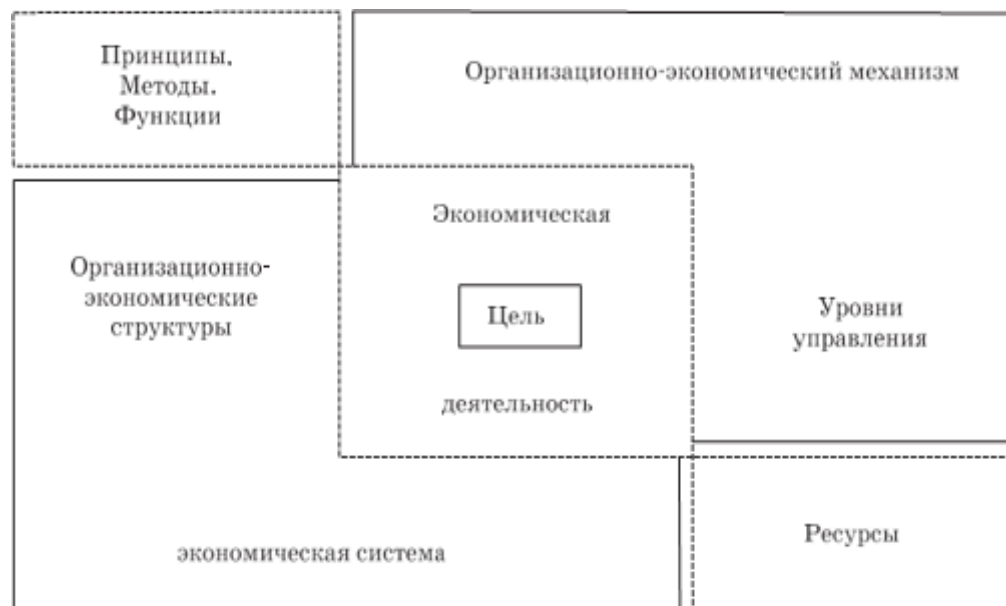 Принципы,
Методы.
Функции
Организационно-экономический механизм
Экономическая
Организационно-
экономические
структуры
Цель
Уровни
управления
деятельность
Ресурсы
экономическая система